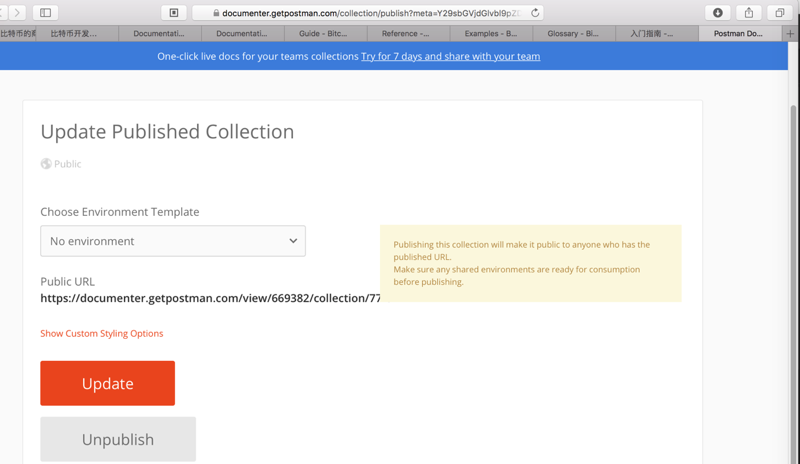 documenter.getpostman.com/collection/publish?meta=Y29sbGVjdGlvbl9pZ
比特币的
比特币开发...
Documentati...
Documentati...
Guide – Bitc...
Reference –...
Examples – B...
Glossary – Bi...
入门指南 –...
Postman Do...
One-click live docs for your teams collections Try for 7 days and share with your team
Update Published Collection
Public
Choose Environment Template
No environment
Publishing this collection will make it public to anyone who has the
published URL.
Make sure any shared environments are ready for consumption
before publishing.
Public URL
https://documenter.getpostman.com/view/669382/collection/77
Show Custom Styling Options
Update
Unpublish